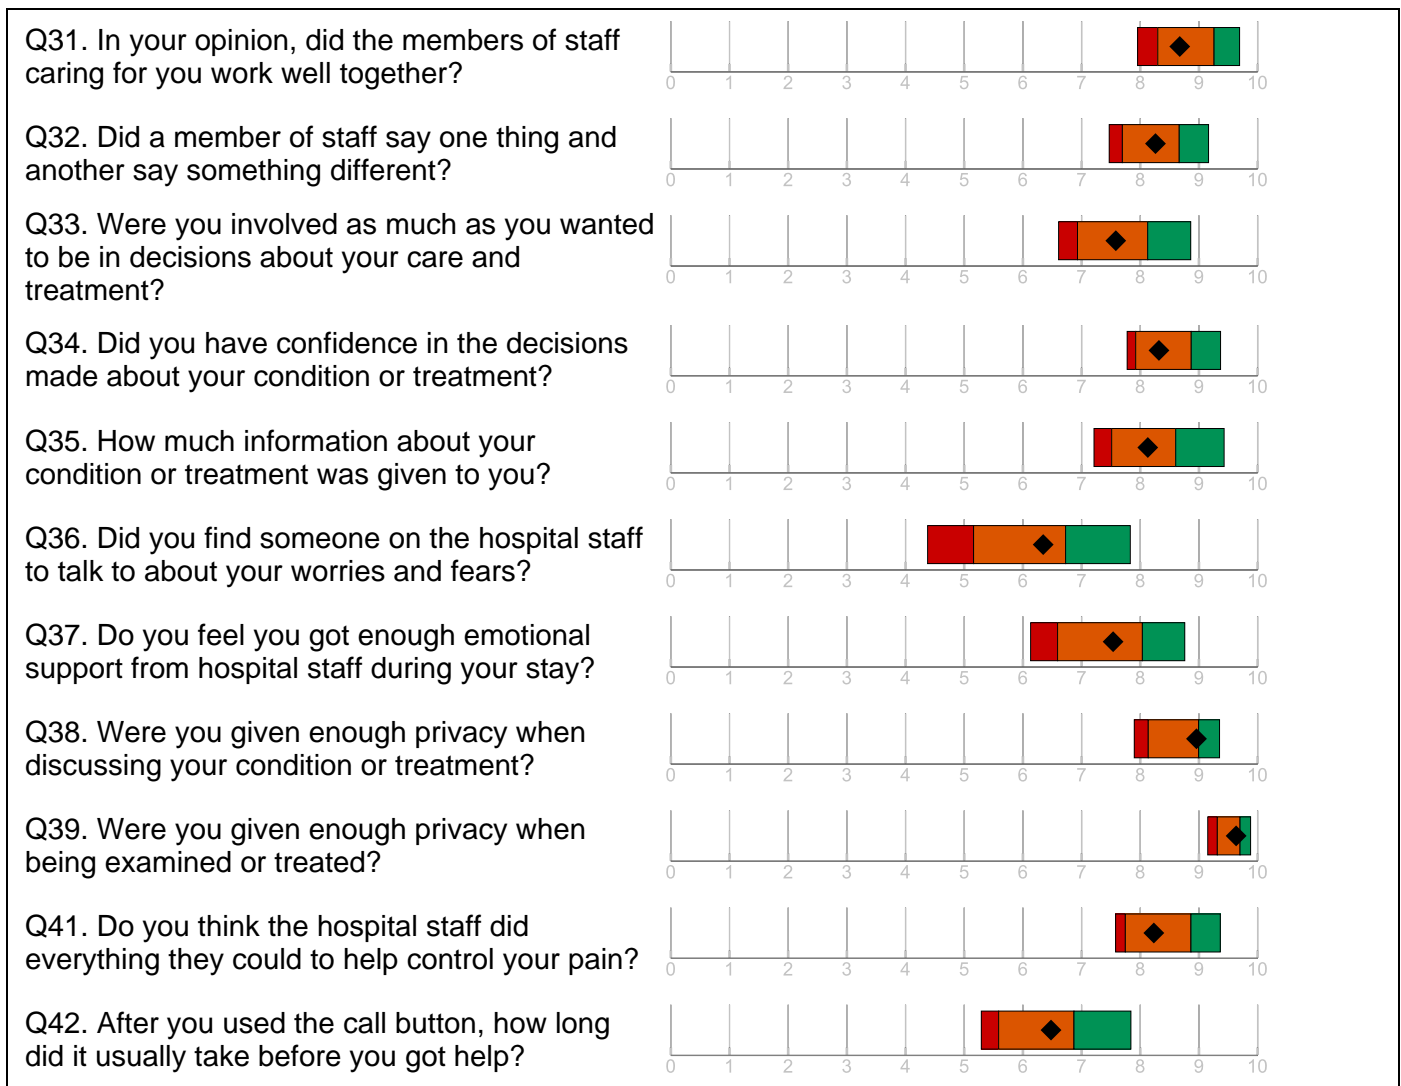 Q31. In your opinion, did the members of staff
caring for you work well together?
0 1 2 3 4 5 6 7 8 9 10
Q32. Did a member of staff say one thing and
another say something different?
0 1 2 3 4 5 6 7 8 9 10
Q33. Were you involved as much as you wanted
to be in decisions about your care and
treatment?
0 1 2 3 4 5 6 7 8 9 10
Q34. Did you have confidence in the decisions
made about your condition or treatment?
0 1 2 3 4 5 6 7 8 9 10
Q35. How much information about your
condition or treatment was given to you?
0 1 2 3 4 5 6 7 8 9 10
Q36. Did you find someone on the hospital staff
to talk to about your worries and fears?
0 1 2 3 4 5 6 7 8 9 10
Q37. Do you feel you got enough emotional
support from hospital staff during your stay?
0 1 2 3 4 5 6 7 8 9 10
Q38. Were you given enough privacy when
discussing your condition or treatment?
0 1 2 3 4 5 6 7 8 9 10
Q39. Were you given enough privacy when
being examined or treated?
0 1 2 3 4 5 6 7 8 9 10
Q41. Do you think the hospital staff did
everything they could to help control your pain?
0 1 2 3 4 5 6 7 8 9 10
Q42. After you used the call button, how long
did it usually take before you got help?
0 1 2 3 4 5 6 7 8 9 10